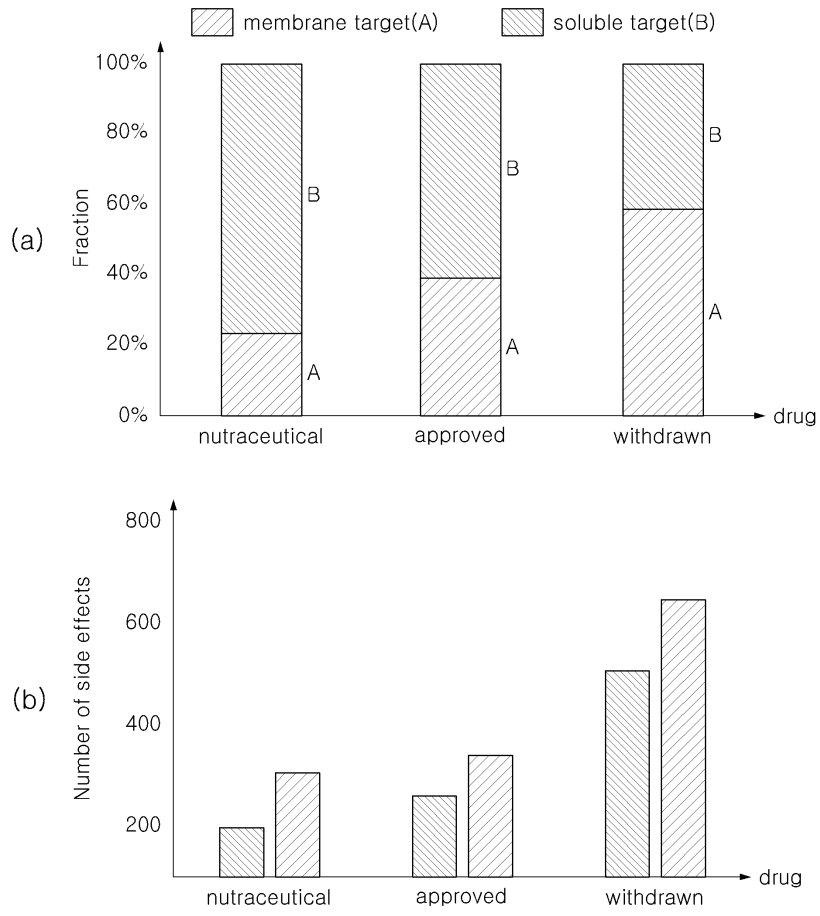 membrane target(A) soluble target(B)
100%
80%
60%
40%
20%
0%
Fraction
(a)
B
A
B
A
B
A
nutraceutical approved withdrawn
drug
800
600
400
200
Number of side effects
(b)
nutraceutical approved withdrawn
drug